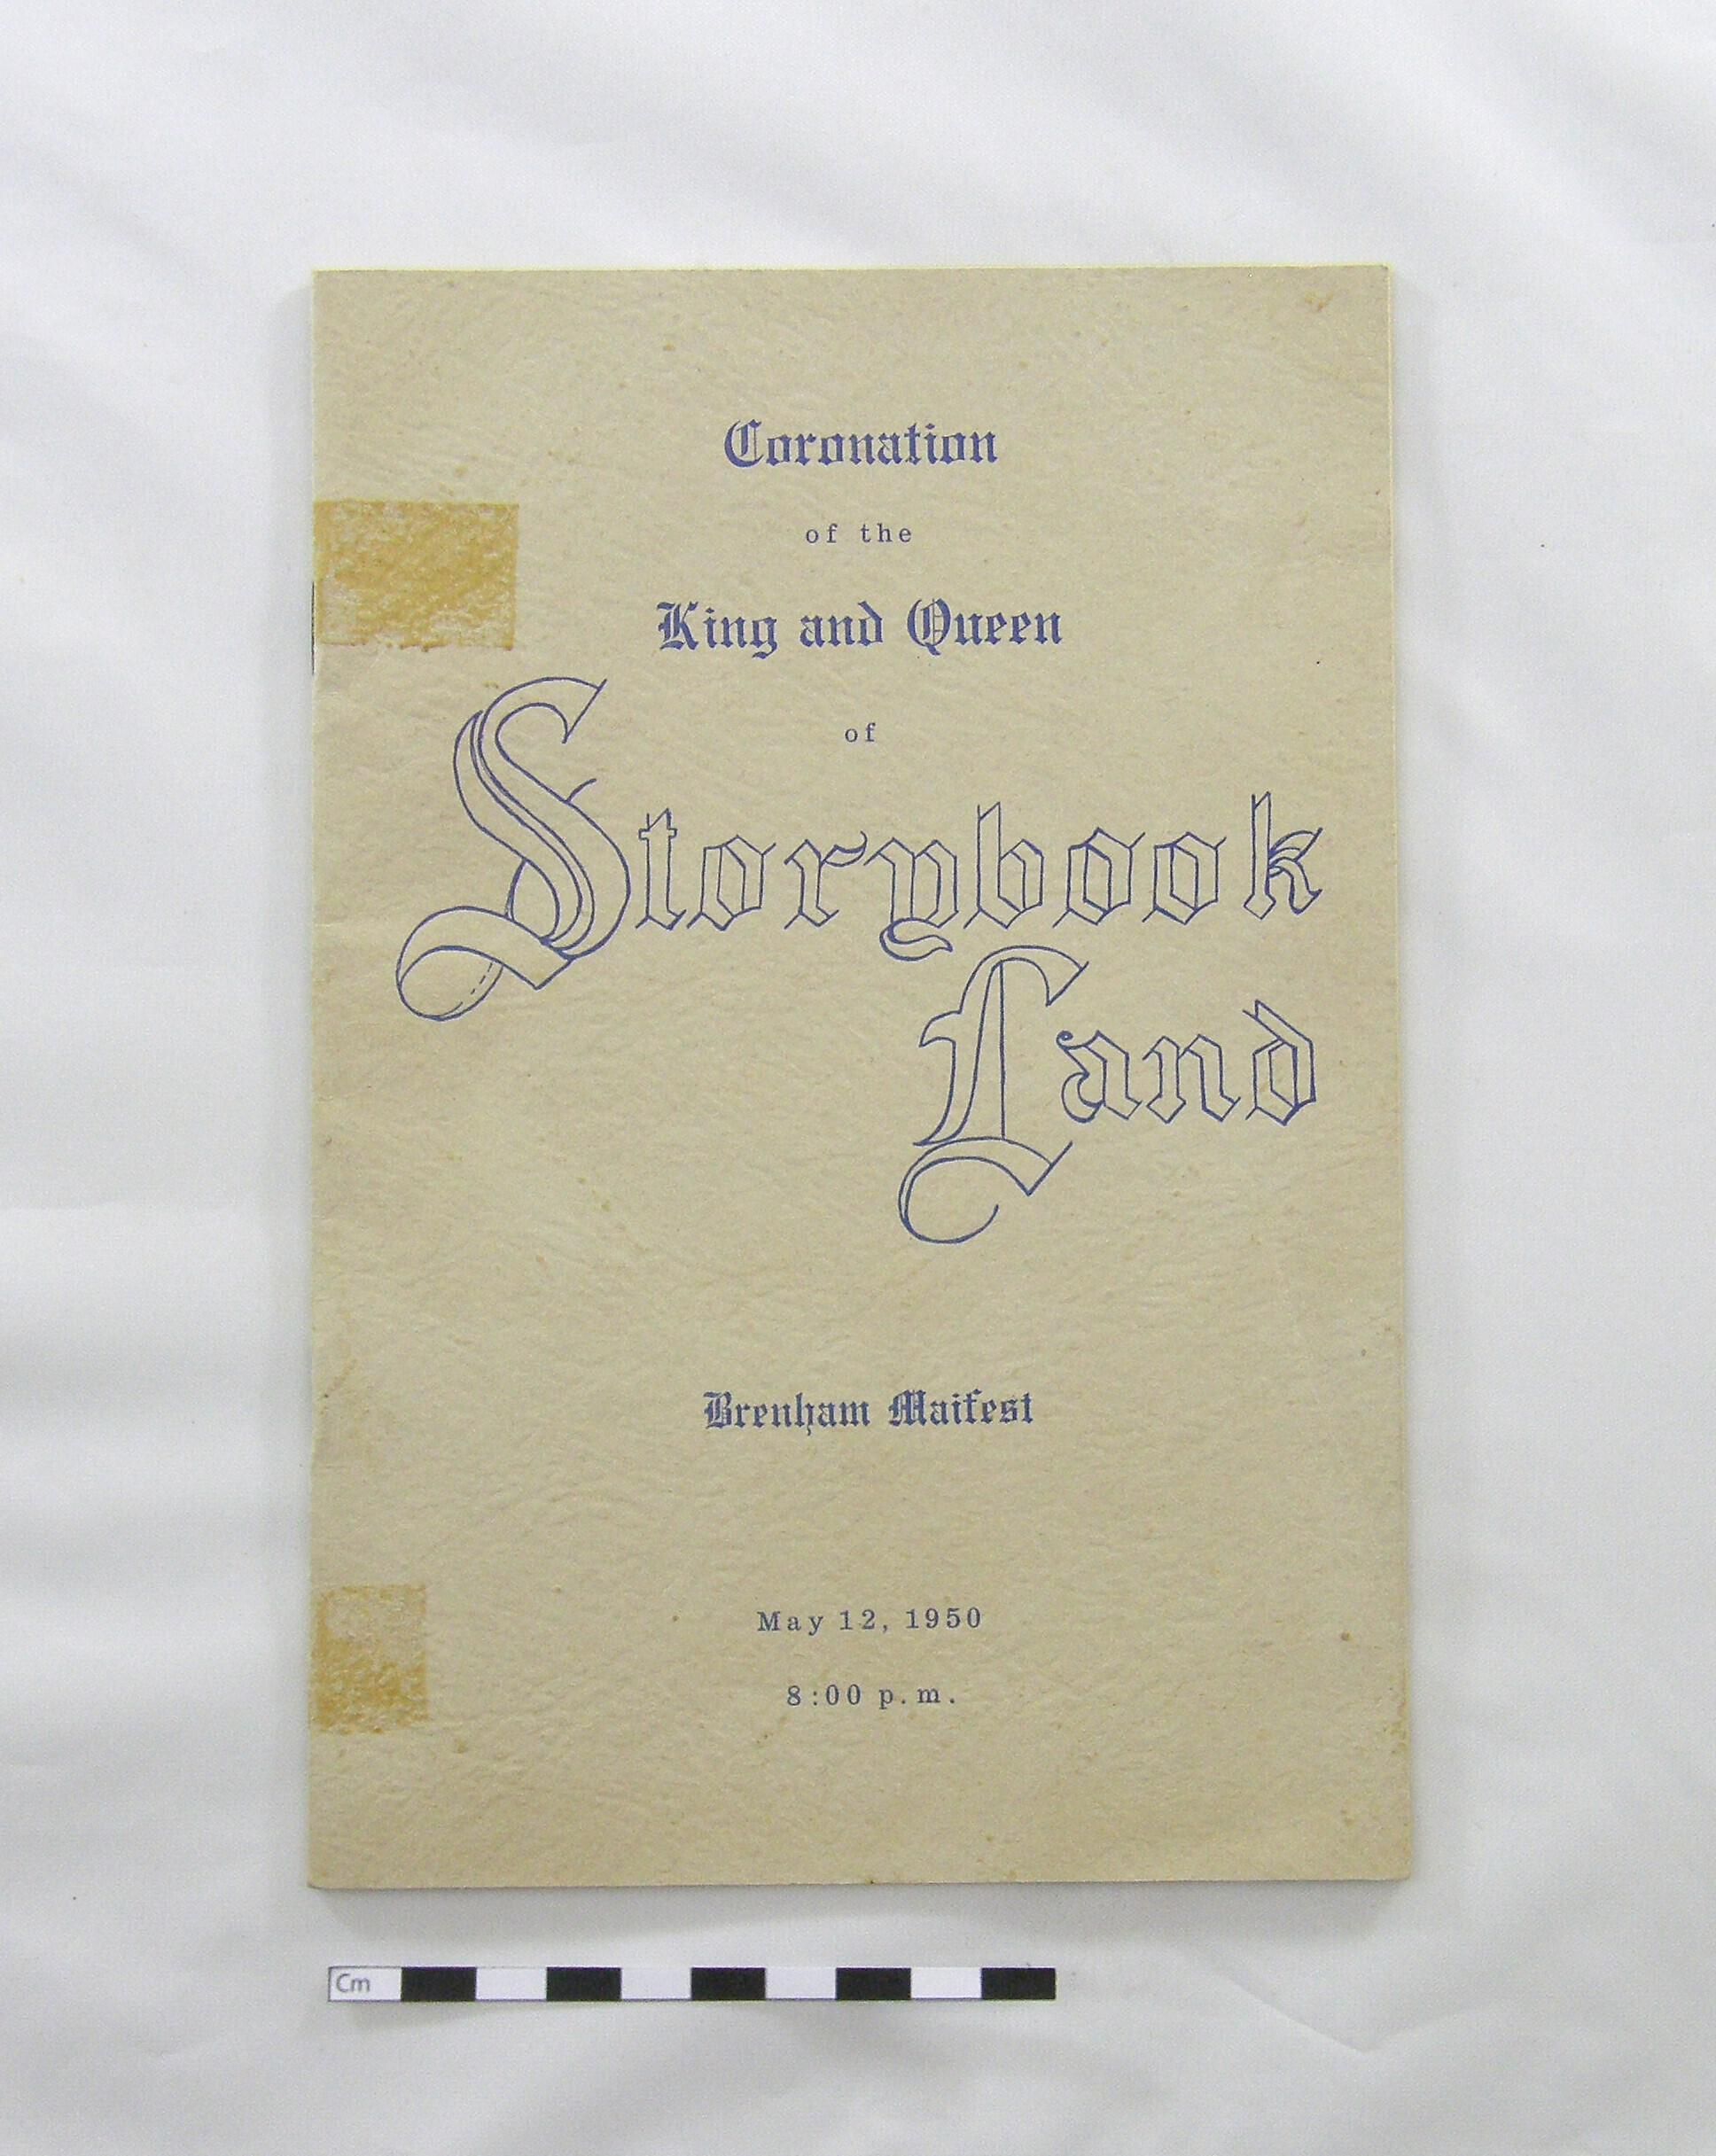 Coronation
of the
King and Queen
of
Storybook
Land
Brenham Maifest
May 12, 1950
8:00 p.m.
Cm